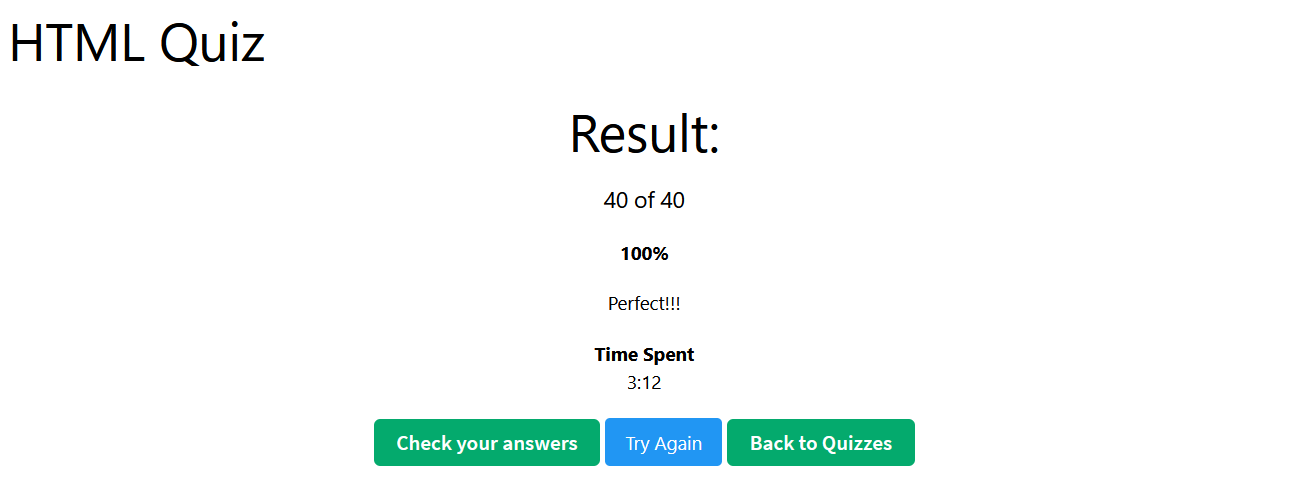 HTML Quiz
Result:
40 of 40
100%
Perfect!!!
Time Spent
3:12
Check your answers Try Again Back to Quizzes